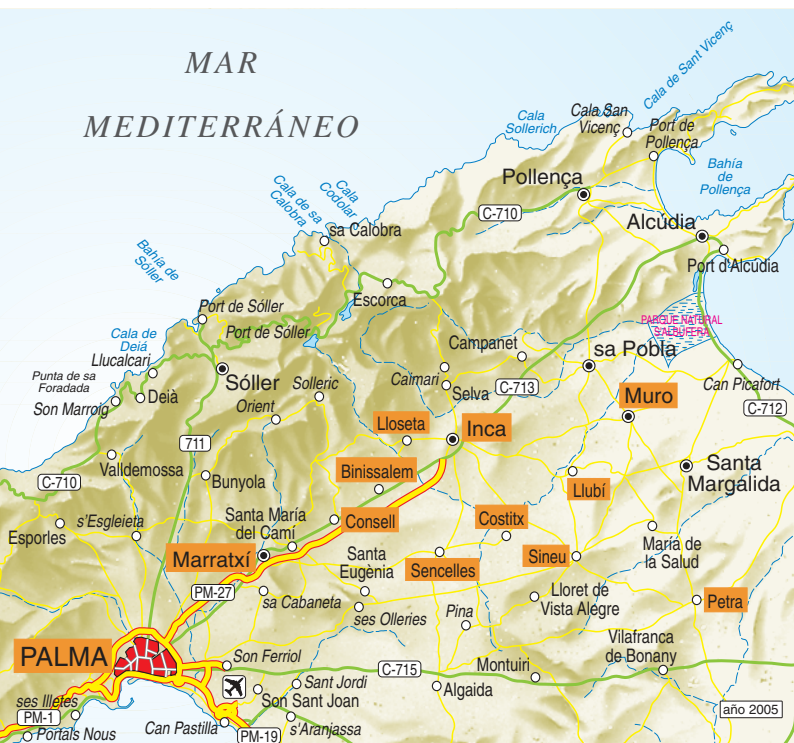 MAR
MEDITERRÁNEO
Cala de Sant Vicenç
Cala
Sollerich
Cala San
Vicenç
Port de
Pollença
Bahía
de
Pollença
Pollença
Cala
Codolar
Cala de sa
Calobra
sa Calobra
C-710
Alcúdia
Port d'Alcúdia
Bahía de
Sóller
Escorca
Port de Sóller
Port de Sóller
PARQUE NATURAL
S'ALBUFERA
Cala de
Deiá
Llucalcari
Campanet
sa Pobla
Punta de sa
Foradada
Son Marroig
Deià
Sóller
Solleric
Caimari
Selva
C-713
Can Picafort
Muro
C-712
Orient
Lloseta
Inca
711
Valldemossa
Bunyola
Binissalem
Llubí
Santa
Margálida
C-710
s'Esgleieta
Esporles
Santa María
del Camí
Consell
Costitx
Marratxí
Santa
Eugènia
Sencelles
Sineu
María de
la Salud
PM-27
sa Cabaneta
ses Olleries
Lloret de
Vista Alegre
Petra
Pina
PALMA
Son Ferriol
Vilafranca
de Bonany
C-715
Montuiri
ses Illetes
PM-1
Portals Nous
Can Pastilla
Sant Jordi
Son Sant Joan
s'Aranjassa
PM-19
Algaida
año 2005